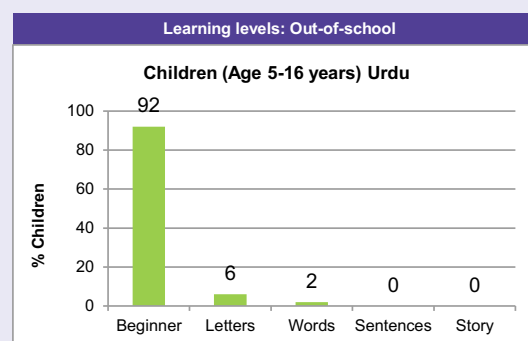 Learning levels: Out-of-school
Children (Age 5-16 years) Urdu
% Children
100
80
60
40
20
0
92
6
2
0
0
Beginner
Letters
Words
Sentences
Story